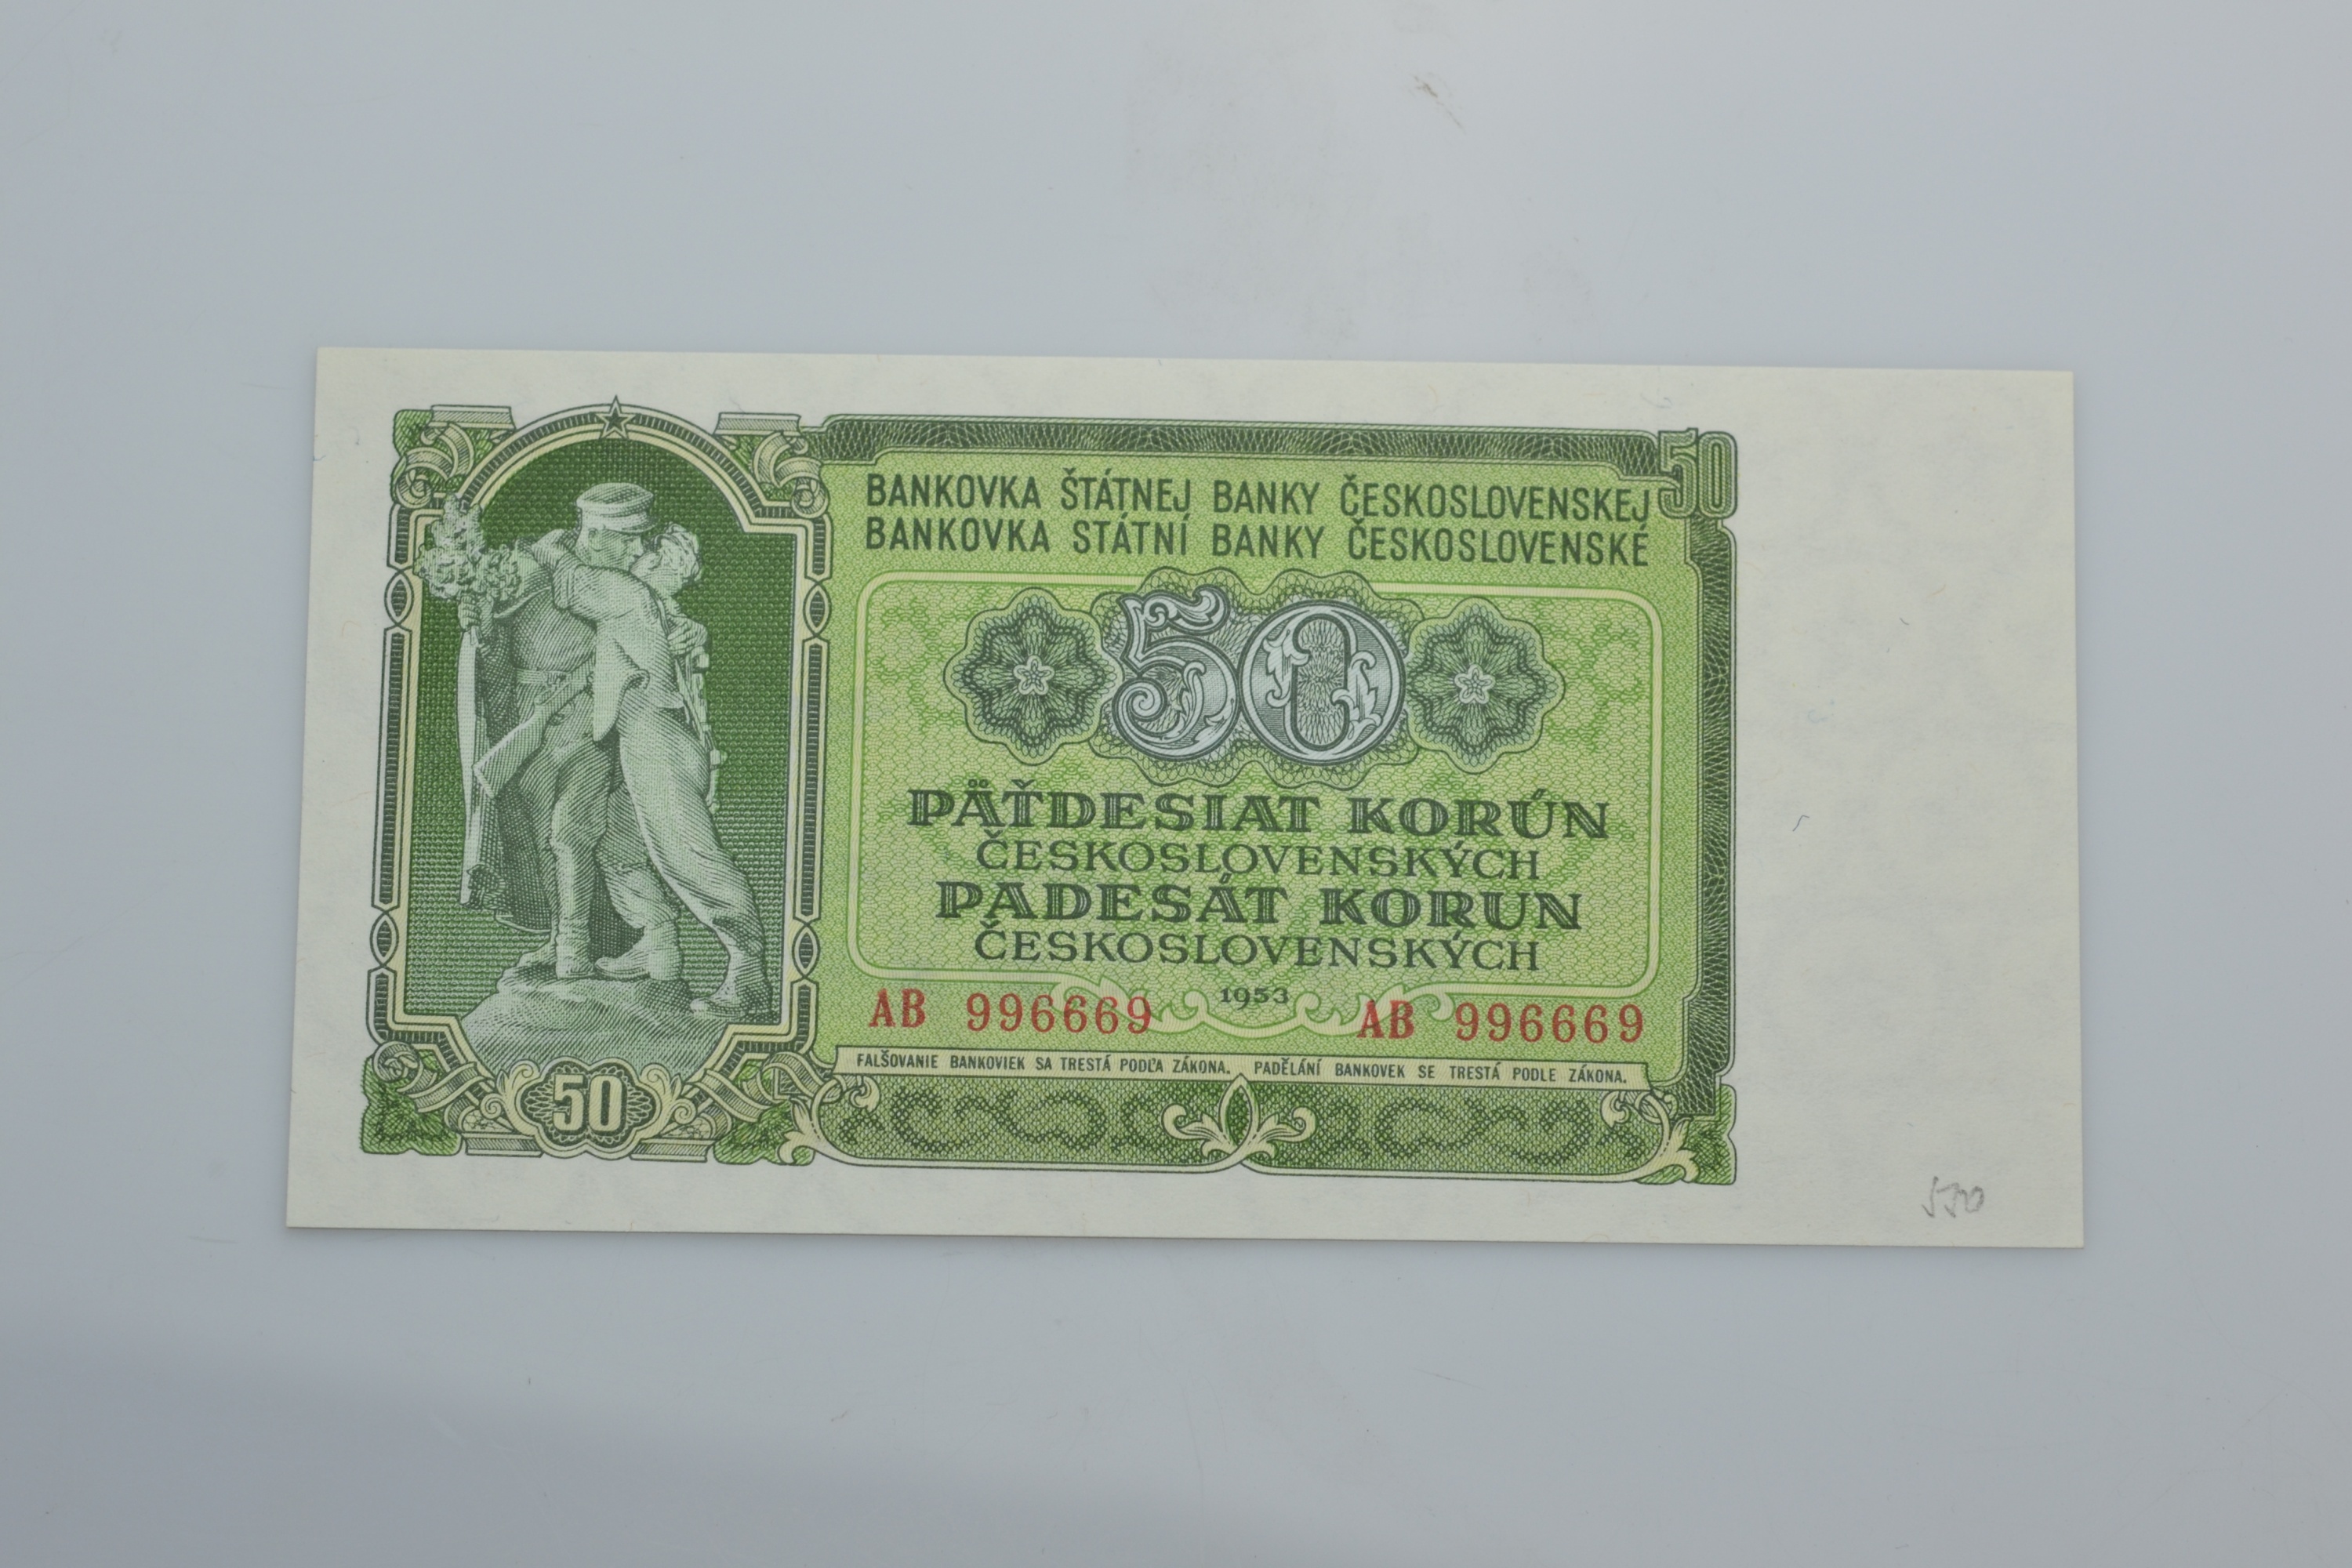 BANKOVKA ŠTÁTNEJ BANKY ČESKOSLOVENSKEJ 50
BANKOVKA STÁTNÍ BANKY ČESKOSLOVENSKÉ
50
PÄŤDESIAT KORÚN
ČESKOSLOVENSKÝCH
PADESÁT KORUN
ČESKOSLOVENSKÝCH
1953
AB 996669 AB 996669
FALŠOVANIE BANKOVIEK SA TRESTÁ PODĽA ZÁKONA. PADĚLÁNÍ BANKOVEK SE TRESTÁ PODLE ZÁKONA.
50